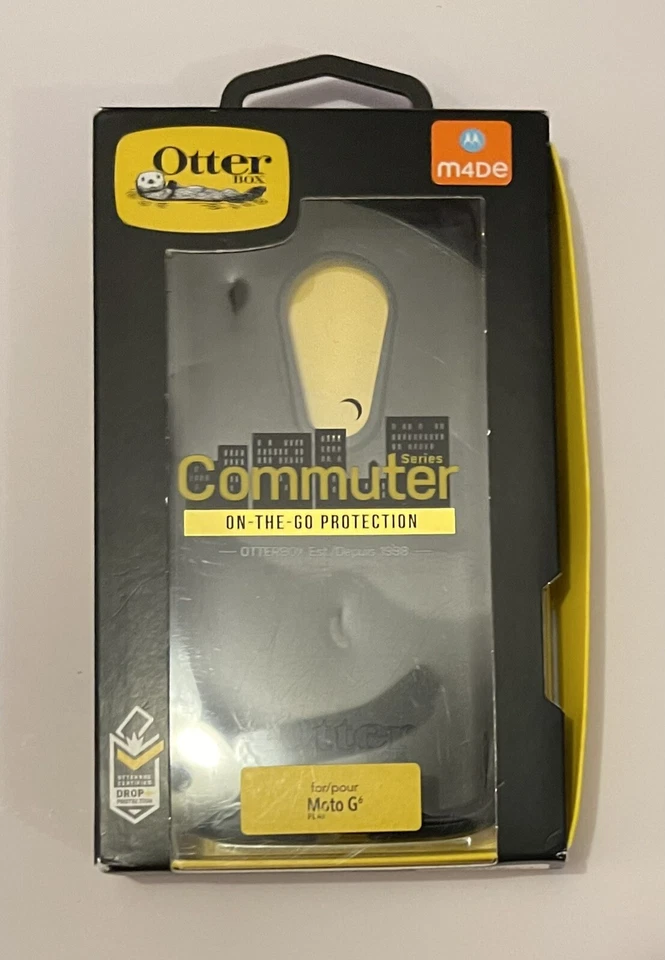 Otter
BOX
M4DE
Series
Commuter
ON-THE-GO PROTECTION
OTTERBOX Est./Depuis 1998
Otter
OTTERBOX
CERTIFIED
DROP+
PROTECTION
for/pour
Moto G⁶
PLAY